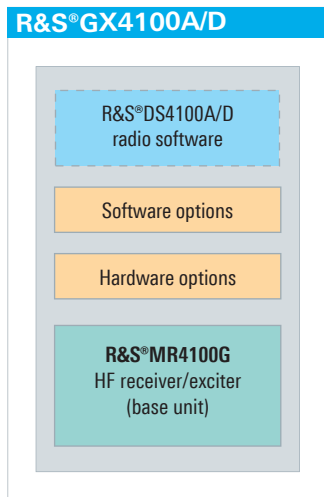 R&S®GX4100A/D
R&S®DS4100A/D
radio software
Software options
Hardware options
R&S®MR4100G
HF receiver/exciter
(base unit)